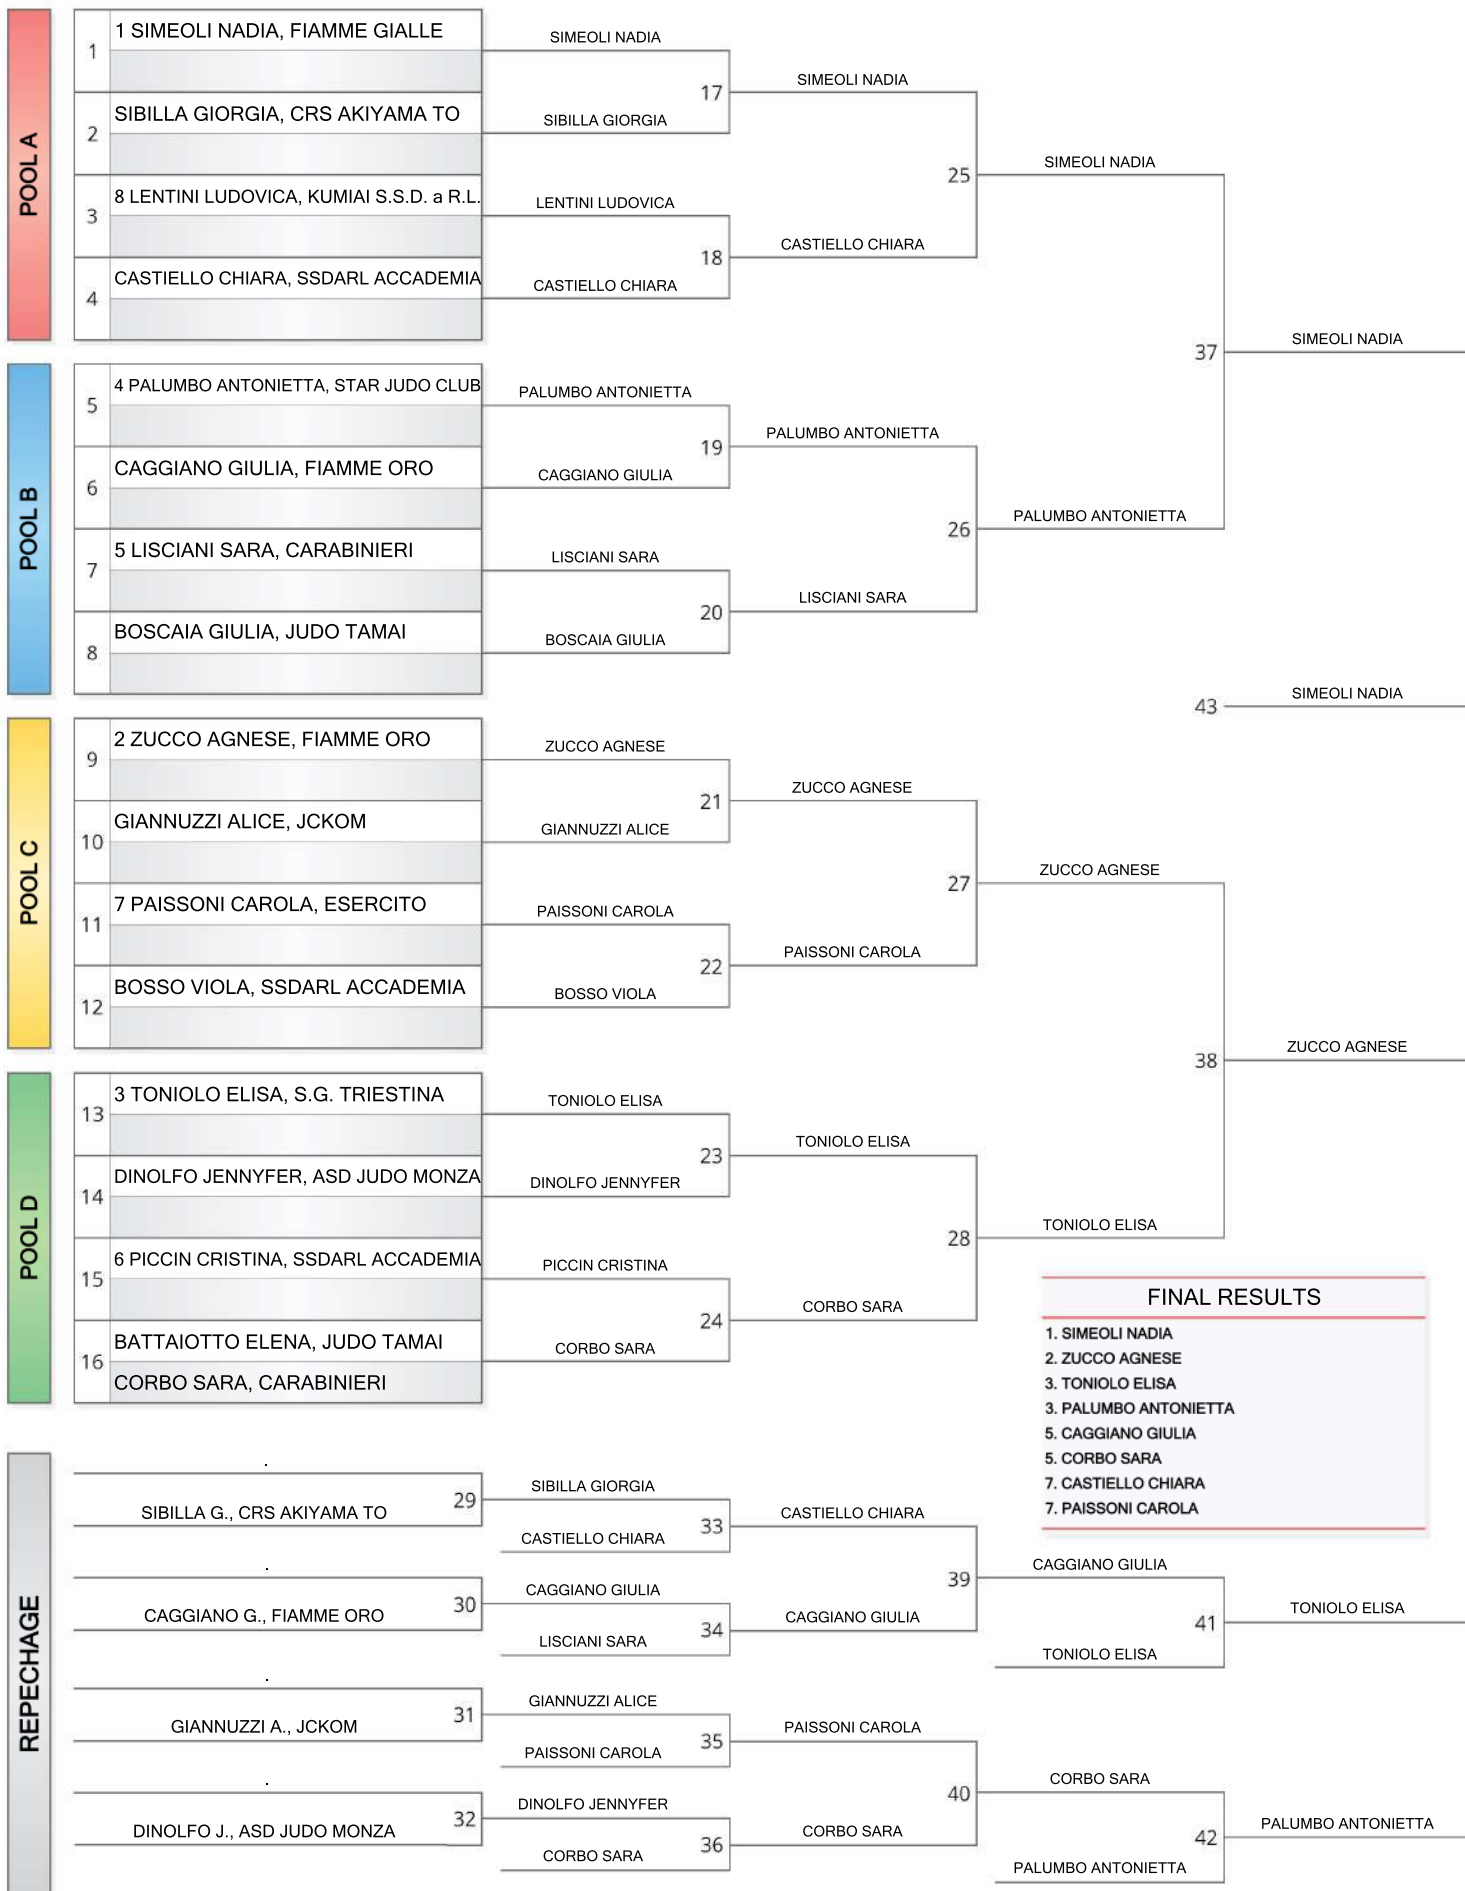 POOL A
1
1 SIMEOLI NADIA, FIAMME GIALLE
2
SIBILLA GIORGIA, CRS AKIYAMA TO
3
8 LENTINI LUDOVICA, KUMIAI S.S.D. a R.L.
4
CASTIELLO CHIARA, SSDARL ACCADEMIA
SIMEOLI NADIA
17
SIBILLA GIORGIA
LENTINI LUDOVICA
18
CASTIELLO CHIARA
SIMEOLI NADIA
25
CASTIELLO CHIARA
SIMEOLI NADIA
POOL B
5
4 PALUMBO ANTONIETTA, STAR JUDO CLUB
6
CAGGIANO GIULIA, FIAMME ORO
7
5 LISCIANI SARA, CARABINIERI
8
BOSCAIA GIULIA, JUDO TAMAI
PALUMBO ANTONIETTA
19
CAGGIANO GIULIA
LISCIANI SARA
20
BOSCAIA GIULIA
PALUMBO ANTONIETTA
26
LISCIANI SARA
PALUMBO ANTONIETTA
37
SIMEOLI NADIA
43
SIMEOLI NADIA
POOL C
9
2 ZUCCO AGNESE, FIAMME ORO
10
GIANNUZZI ALICE, JCKOM
11
7 PAISSONI CAROLA, ESERCITO
12
BOSSO VIOLA, SSDARL ACCADEMIA
ZUCCO AGNESE
21
GIANNUZZI ALICE
PAISSONI CAROLA
22
BOSSO VIOLA
ZUCCO AGNESE
27
PAISSONI CAROLA
ZUCCO AGNESE
POOL D
13
3 TONIOLO ELISA, S.G. TRIESTINA
14
DINOLFO JENNYFER, ASD JUDO MONZA
15
6 PICCIN CRISTINA, SSDARL ACCADEMIA
16
BATTAIOTTO ELENA, JUDO TAMAI
CORBO SARA, CARABINIERI
TONIOLO ELISA
23
DINOLFO JENNYFER
PICCIN CRISTINA
24
CORBO SARA
TONIOLO ELISA
28
CORBO SARA
TONIOLO ELISA
38
ZUCCO AGNESE
FINAL RESULTS
1. SIMEOLI NADIA
2. ZUCCO AGNESE
3. TONIOLO ELISA
3. PALUMBO ANTONIETTA
5. CAGGIANO GIULIA
5. CORBO SARA
7. CASTIELLO CHIARA
7. PAISSONI CAROLA
REPECHAGE
.
29
SIBILLA G., CRS AKIYAMA TO
.
30
CAGGIANO G., FIAMME ORO
.
31
GIANNUZZI A., JCKOM
.
32
DINOLFO J., ASD JUDO MONZA
SIBILLA GIORGIA
33
CASTIELLO CHIARA
CAGGIANO GIULIA
34
LISCIANI SARA
GIANNUZZI ALICE
35
PAISSONI CAROLA
DINOLFO JENNYFER
36
CORBO SARA
CASTIELLO CHIARA
39
CAGGIANO GIULIA
PAISSONI CAROLA
40
CORBO SARA
CAGGIANO GIULIA
41
TONIOLO ELISA
TONIOLO ELISA
CORBO SARA
42
PALUMBO ANTONIETTA
PALUMBO ANTONIETTA